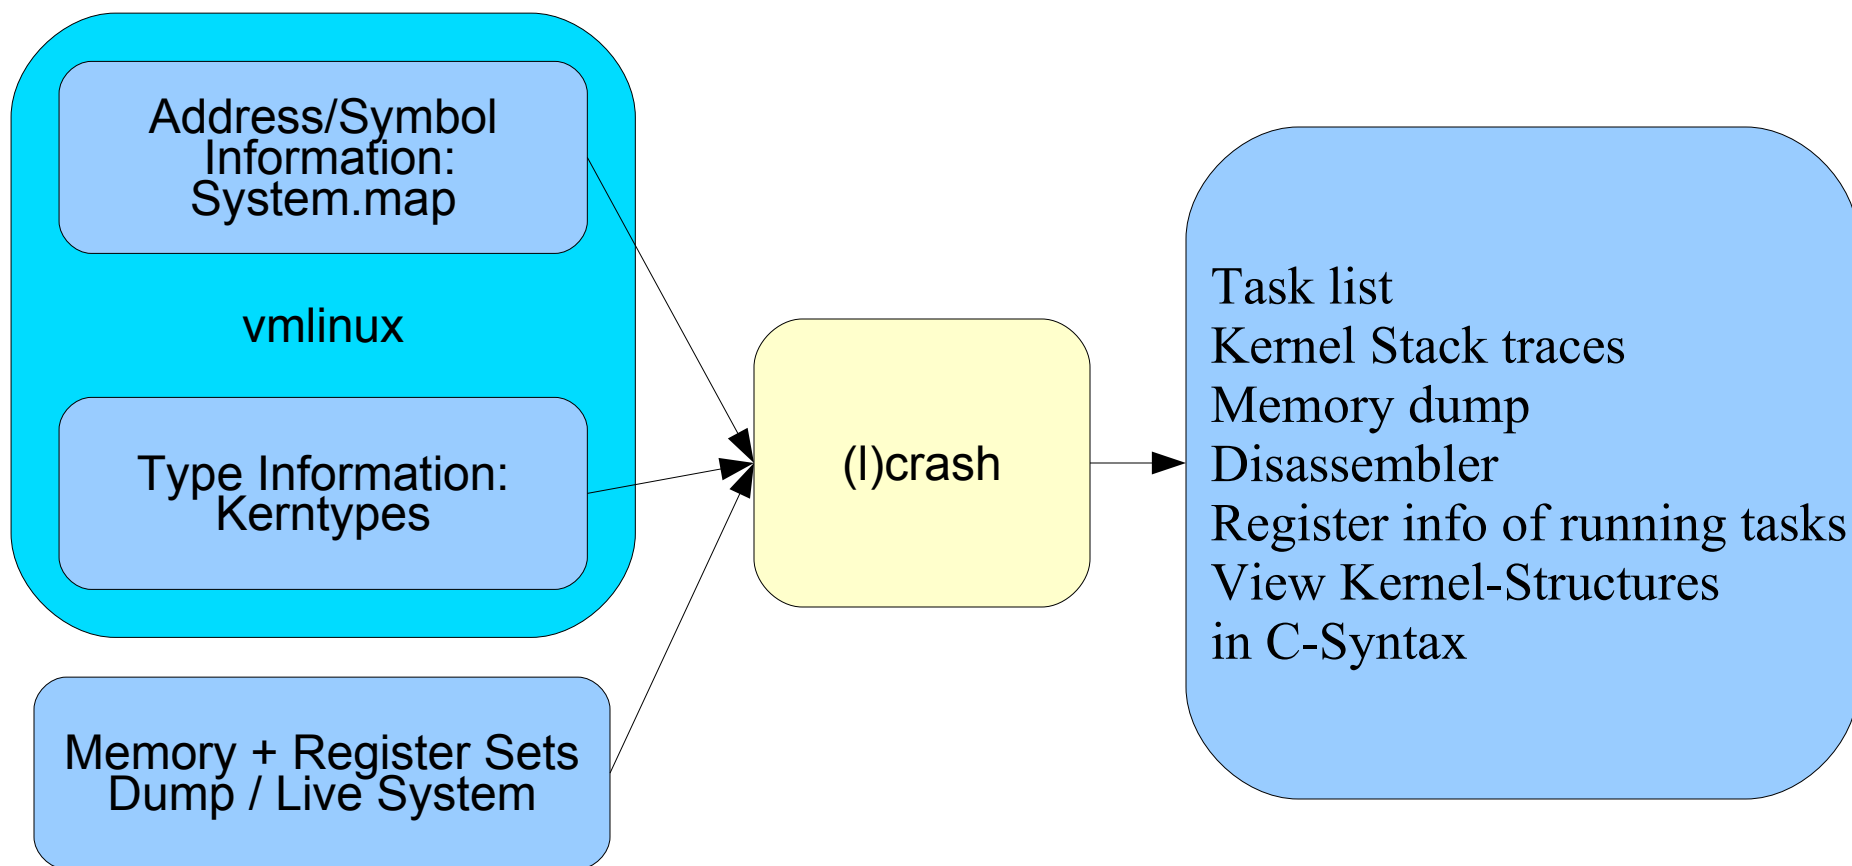 Address/Symbol
Information:
System.map
vmlinux
Type Information:
Kerntypes
Memory + Register Sets
Dump / Live System
(l)crash
Task list
Kernel Stack traces
Memory dump
Disassembler
Register info of running tasks
View Kernel-Structures
in C-Syntax